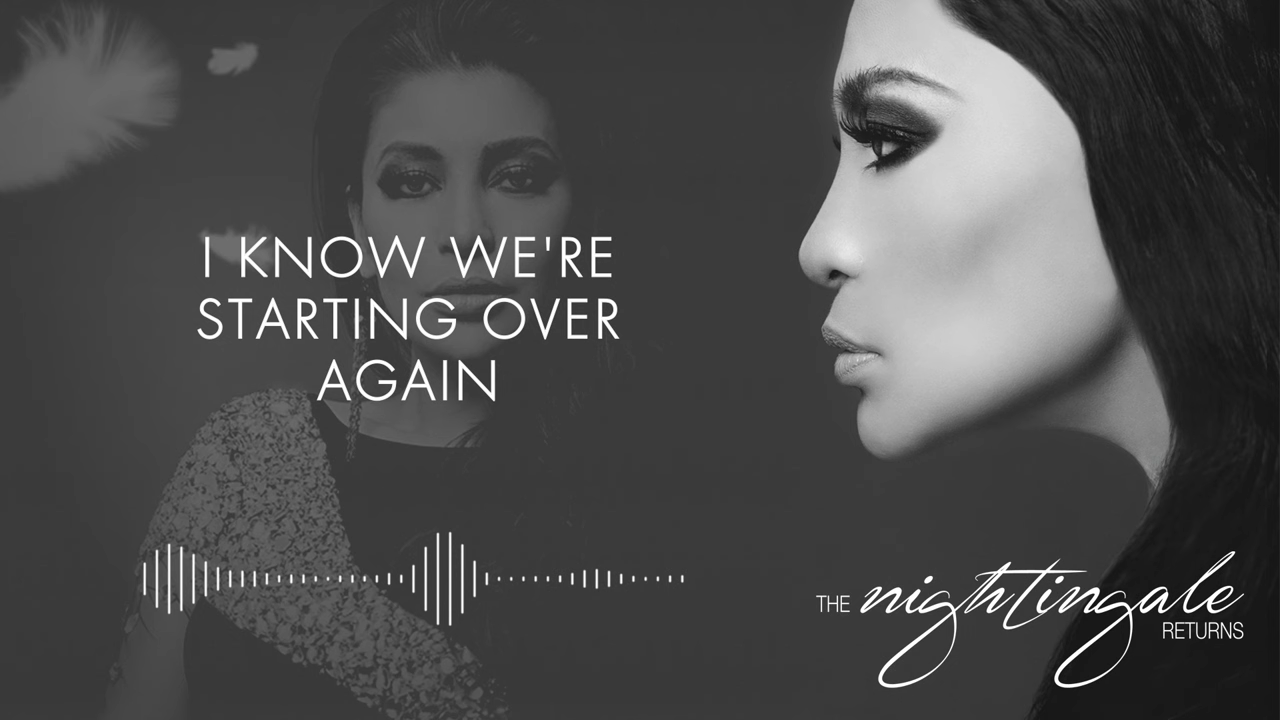 I KNOW WE'RE
STARTING OVER
AGAIN
THE nightingale
RETURNS